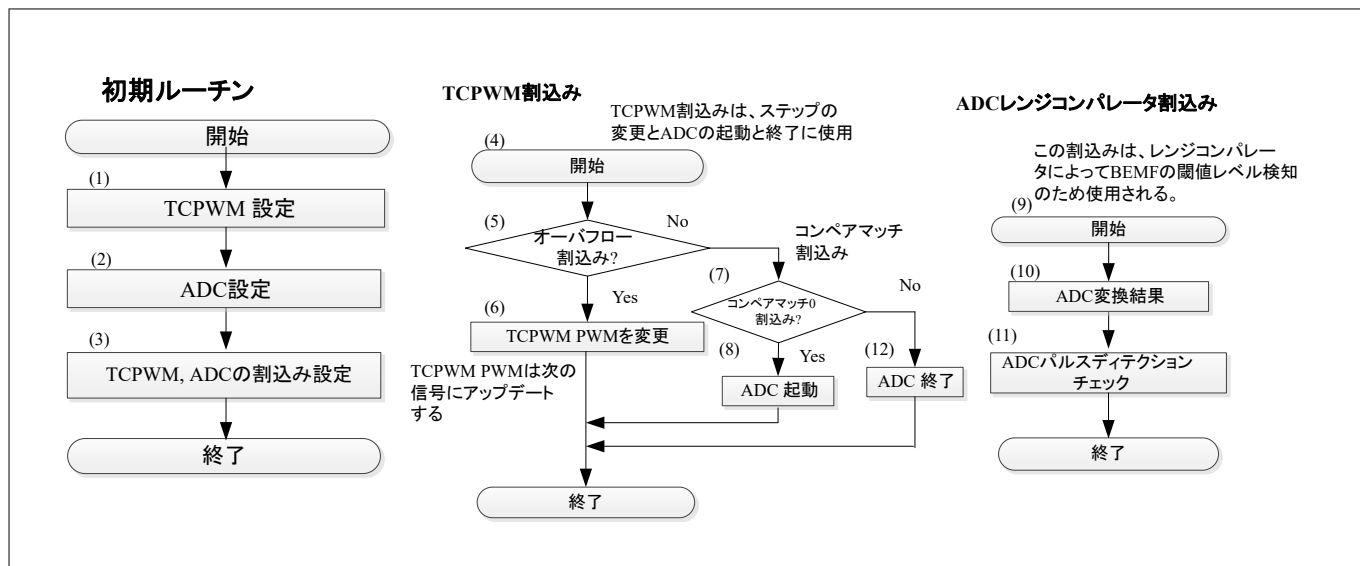 初期ルーチン
開始
(1)
TCPWM 設定
(2)
ADC設定
(3)
TCPWM, ADCの割込み設定
終了
TCPWM割込み
TCPWM割込みは、ステップの
変更とADCの起動と終了に使用
(4)
開始
(5)
オーバフロー
割込み?
No
Yes
コンペアマッチ
割込み
(6)
TCPWM PWMを変更
TCPWM PWMは次の
信号にアップデート
する
(7)
コンペアマッチ0
割込み?
No
Yes
(8)
ADC 起動
(12)
ADC 終了
終了
ADCレンジコンパレータ割込み
この割込みは、レンジコンパレー
タによってBEMFの閾値レベル検知
のため使用される。
(9)
開始
(10)
ADC変換結果
(11)
ADCパルスディテクション
チェック
終了